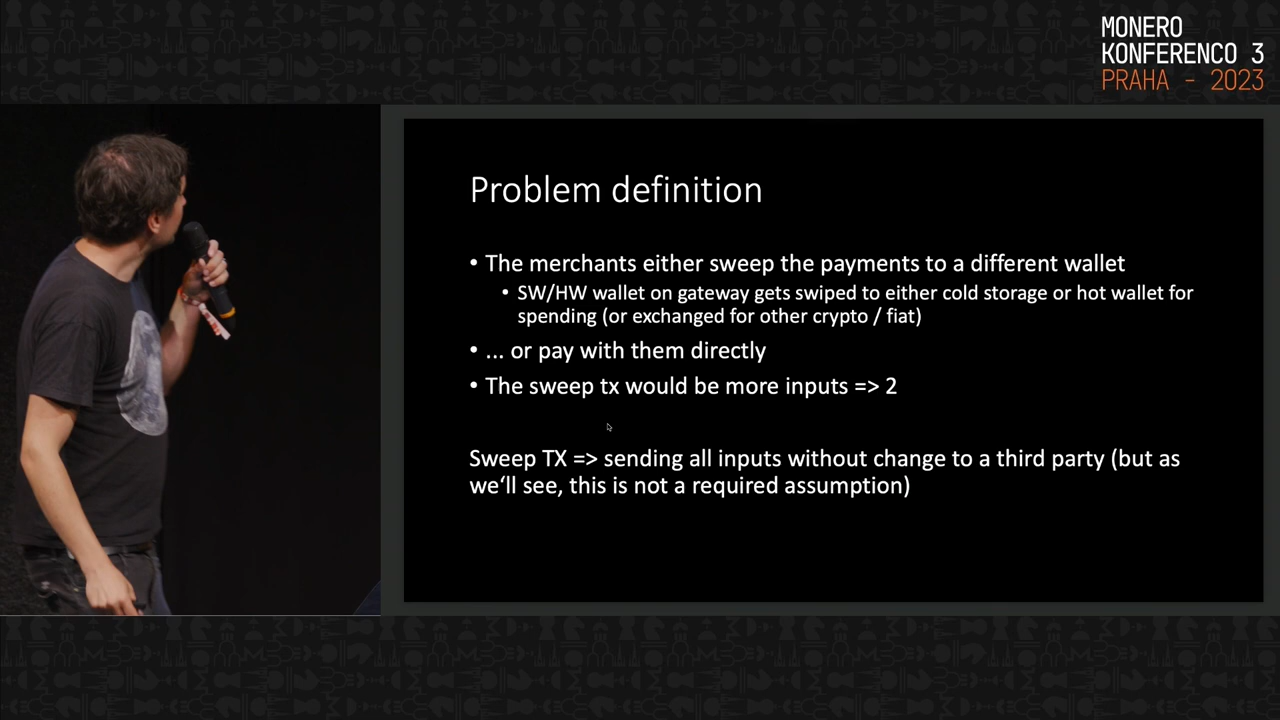 MONERO
KONFERENCO 3
PRAHA - 2023
Problem definition
• The merchants either sweep the payments to a different wallet
• SW/HW wallet on gateway gets swiped to either cold storage or hot wallet for
spending (or exchanged for other crypto / fiat)
• ... or pay with them directly
• The sweep tx would be more inputs => 2
Sweep TX => sending all inputs without change to a third party (but as
we‘ll see, this is not a required assumption)